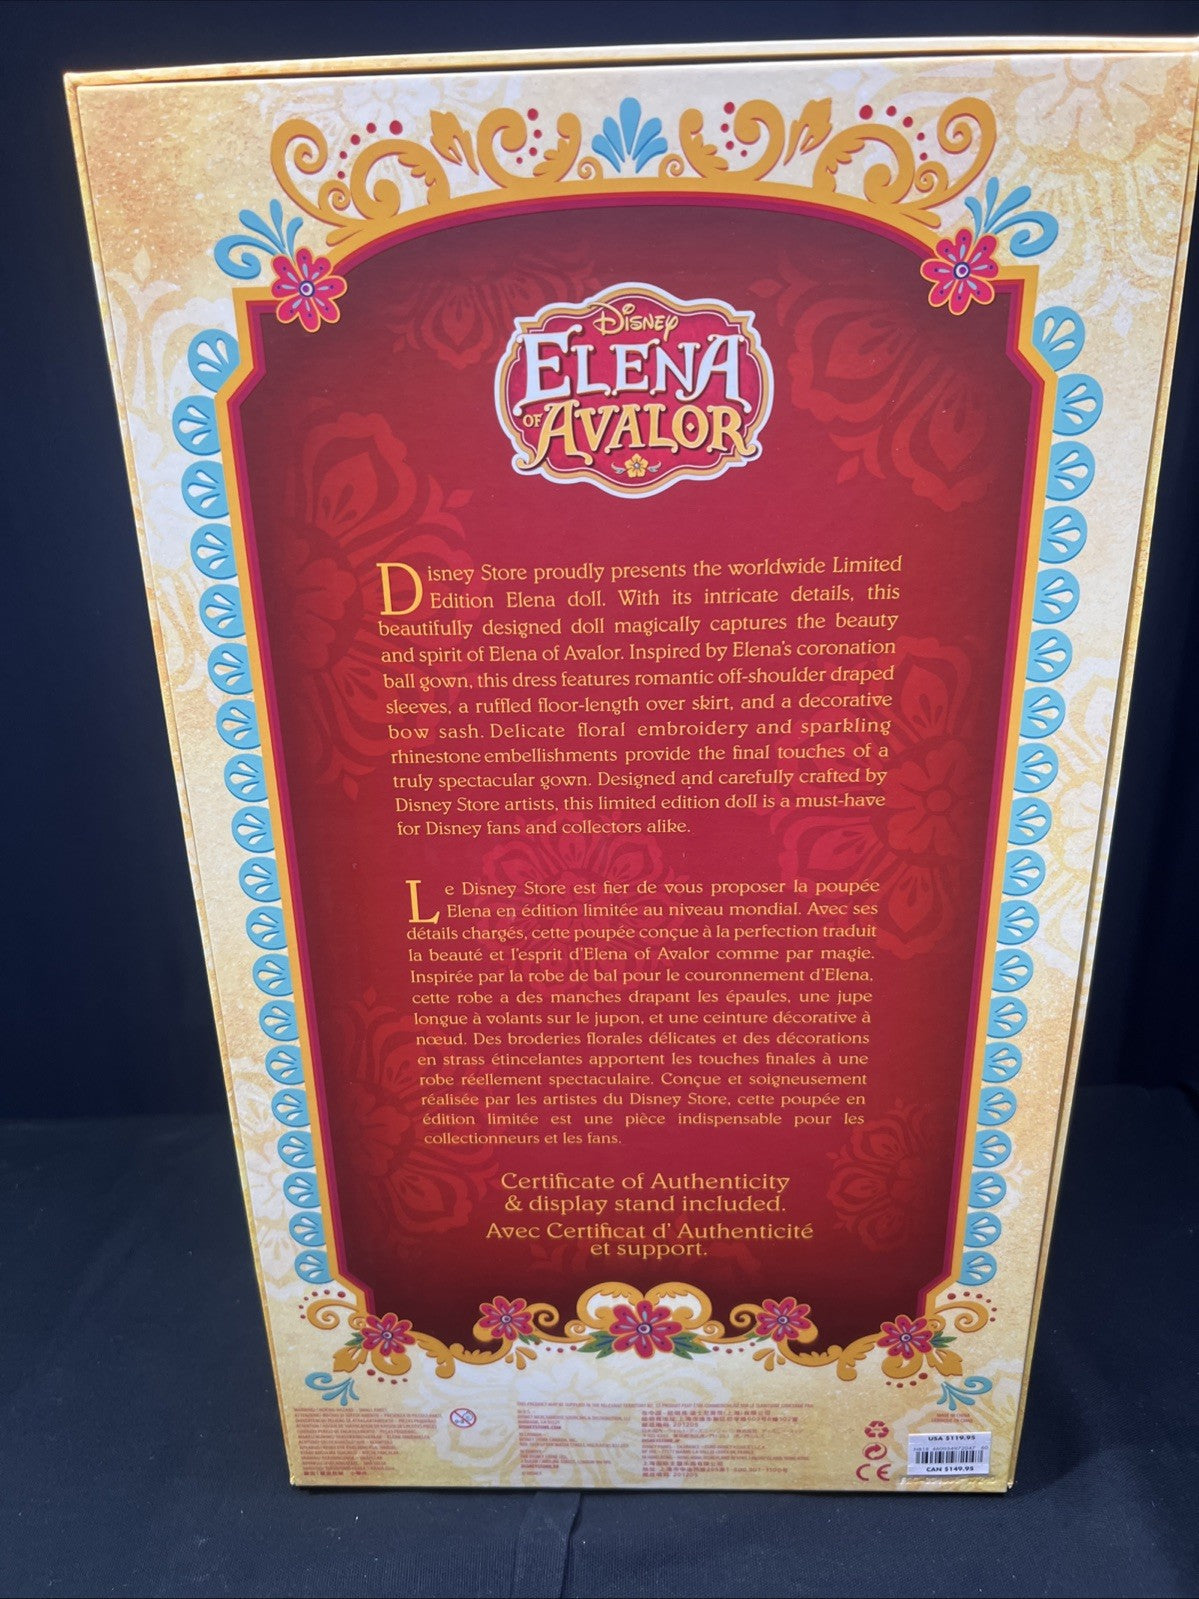 Disney
ELENA
OF AVALOR
Disney Store proudly presents the worldwide Limited
Edition Elena doll. With its intricate details, this
beautifully designed doll magically captures the beauty
and spirit of Elena of Avalor. Inspired by Elena's coronation
ball gown, this dress features romantic off-shoulder draped
sleeves, a ruffled floor-length over skirt, and a decorative
bow sash. Delicate floral embroidery and sparkling
rhinestone embellishments provide the final touches of a
truly spectacular gown. Designed and carefully crafted by
Disney Store artists, this limited edition doll is a must-have
for Disney fans and collectors alike.
Le Disney Store est fier de vous proposer la poupée
Elena en édition limitée au niveau mondial. Avec ses
détails chargés, cette poupée conçue à la perfection traduit
la beauté et l'esprit d'Elena of Avalor comme par magie.
Inspirée par la robe de bal pour le couronnement d'Elena,
cette robe a des manches drapant les épaules, une jupe
longue à volants sur le jupon, et une ceinture décorative à
nœud. Des broderies florales délicates et des décorations
en strass étincelantes apportent les touches finales à une
robe réellement spectaculaire. Conçue et soigneusement
réalisée par les artistes du Disney Store, cette poupée en
édition limitée est une pièce indispensable pour les
collectionneurs et les fans.
Certificate of Authenticity
& display stand included.
Avec Certificat d' Authenticité
et support.
USA $119.95
CAN $149.95
CE